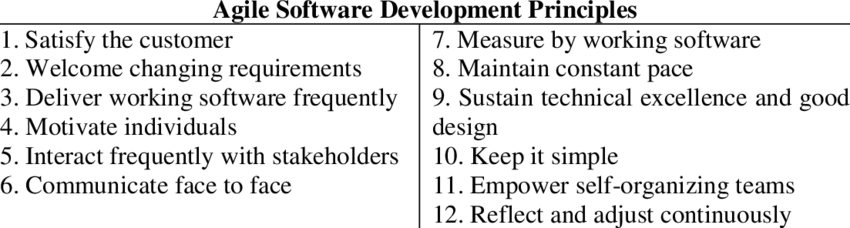 Agile Software Development Principles
1. Satisfy the customer
2. Welcome changing requirements
3. Deliver working software frequently
4. Motivate individuals
5. Interact frequently with stakeholders
6. Communicate face to face
7. Measure by working software
8. Maintain constant pace
9. Sustain technical excellence and good
design
10. Keep it simple
11. Empower self-organizing teams
12. Reflect and adjust continuously